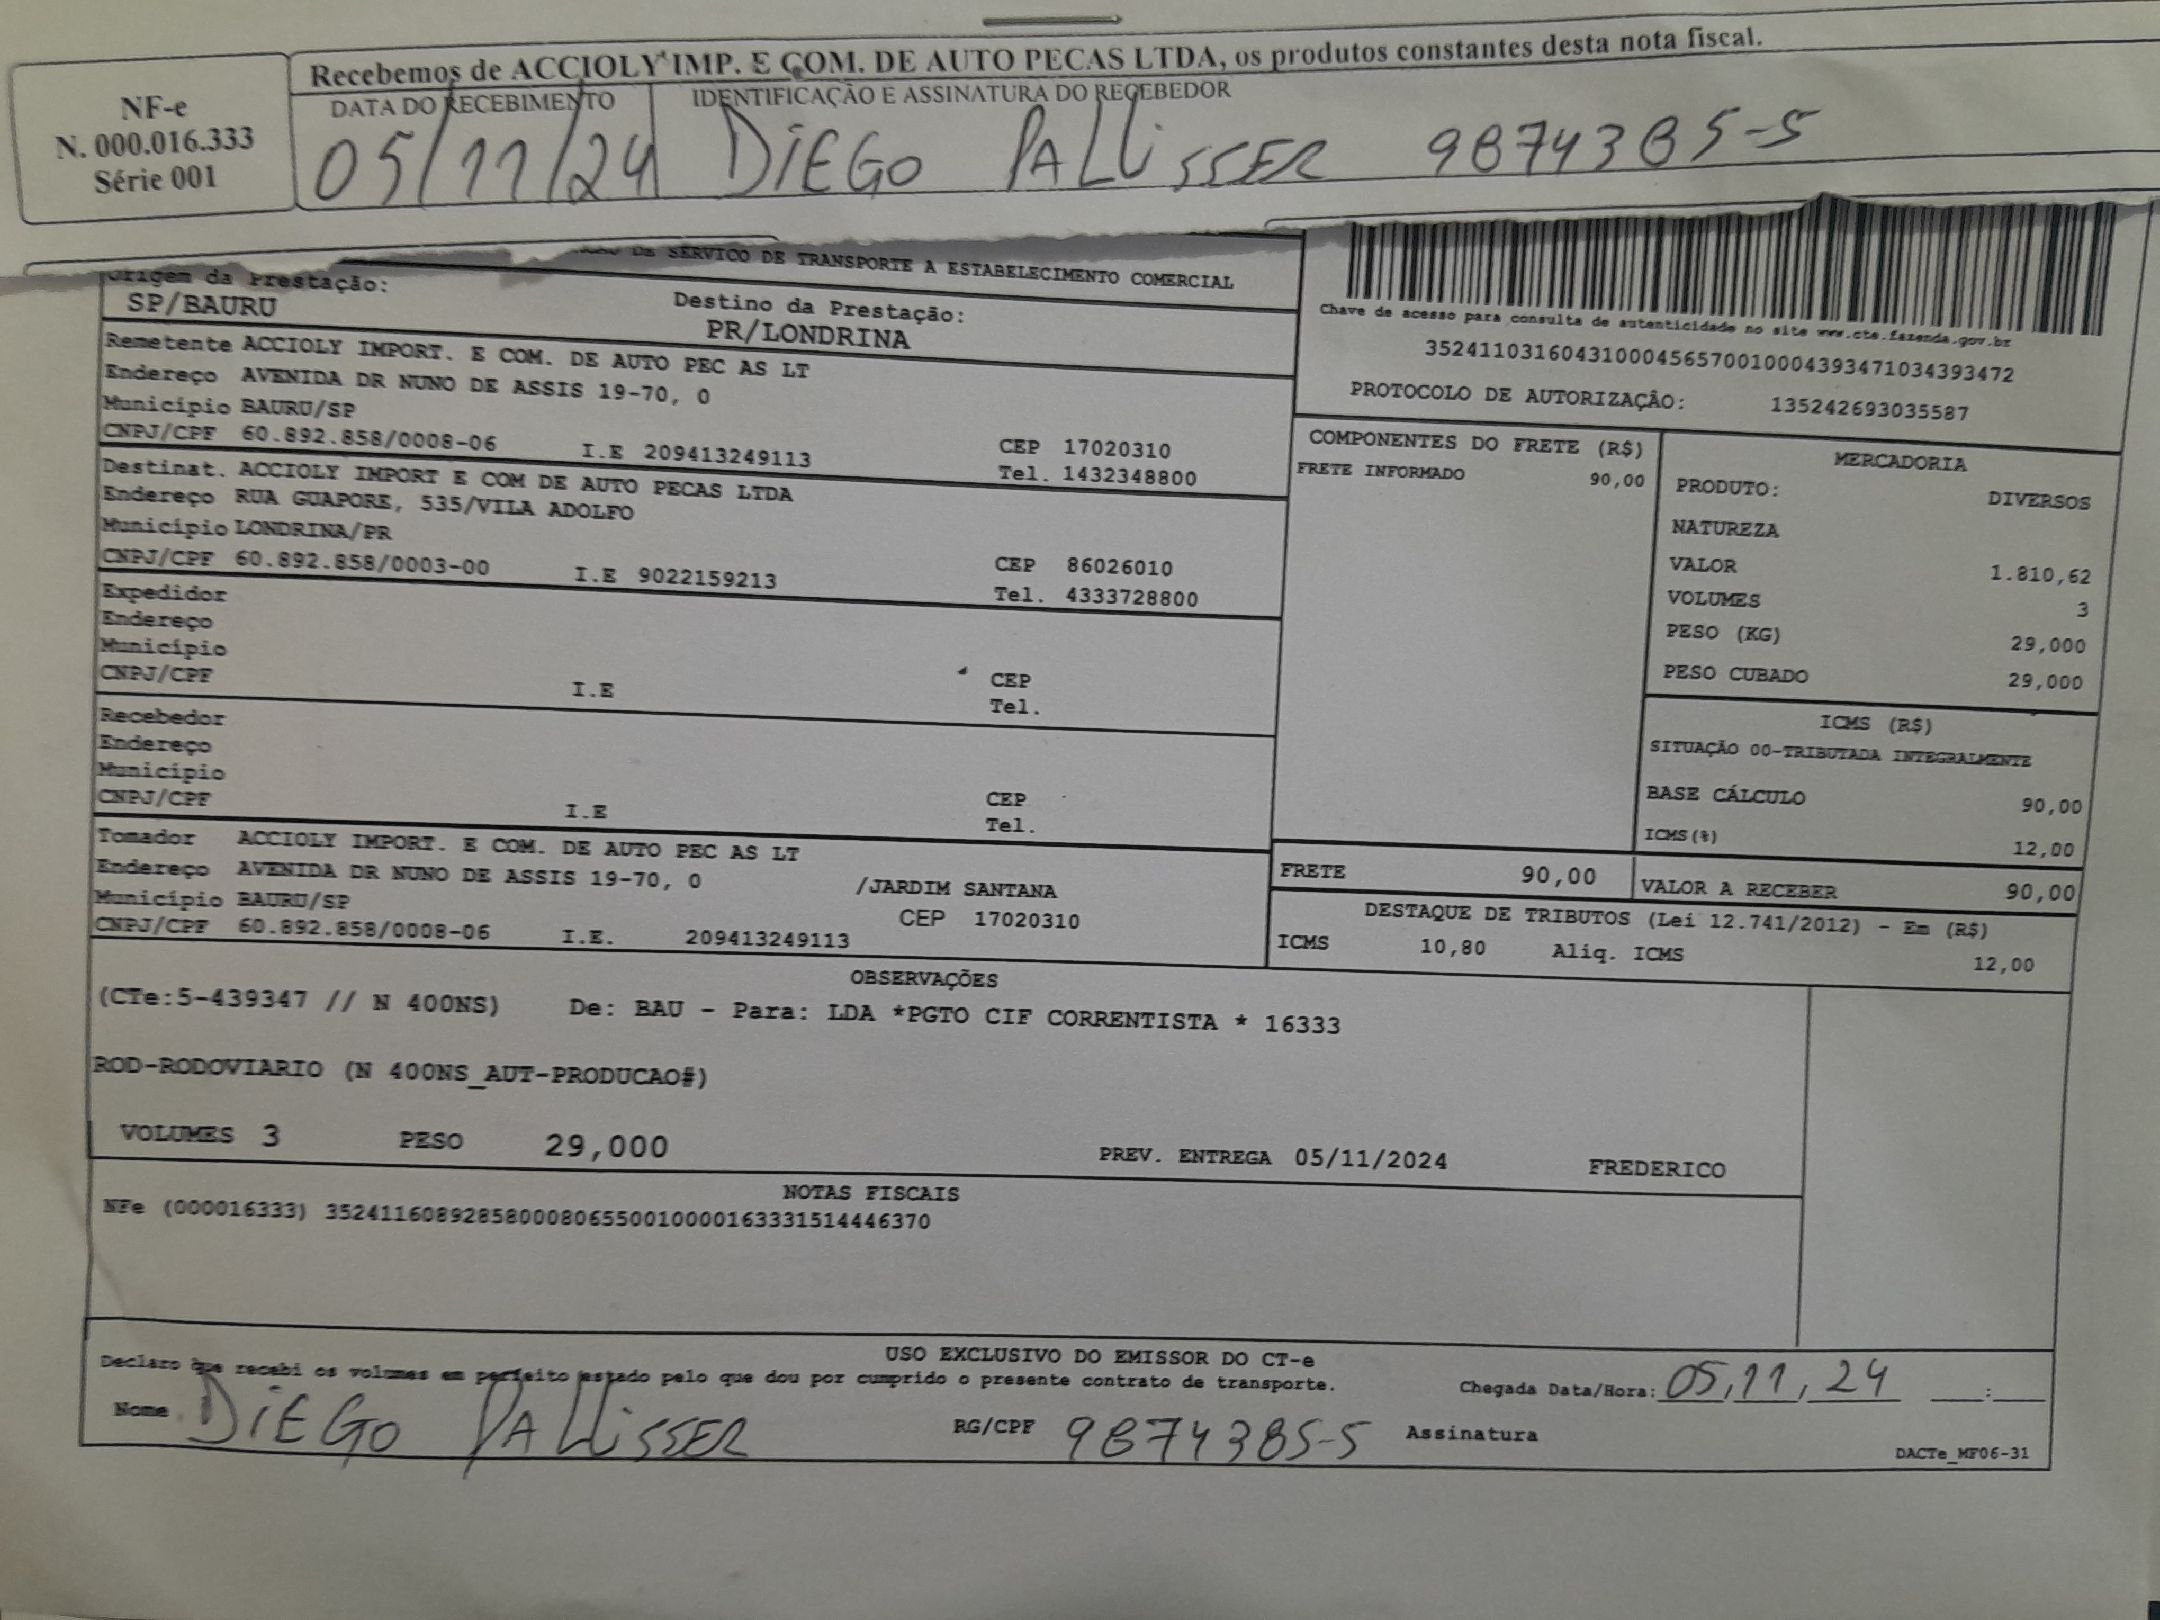 Recebemos de ACCIOLY IMP. E COM. DE AUTO PECAS LTDA, os produtos constantes desta nota fiscal.
NF-e
N. 000.016.333
Série 001
DATA DO RECEBIMENTO
IDENTIFICAÇÃO E ASSINATURA DO RECEBEDOR
05/11/24 DiEGO PALLiSSER 9874385-5
DE SERVICO DE TRANSPORTE A ESTABELECIMENTO COMERCIAL
Origem da Prestação:
SP/BAURU
Destino da Prestação:
PR/LONDRINA
Remetente ACCIOLY IMPORT. E COM. DE AUTO PEC AS LT
Endereço AVENIDA DR NUNO DE ASSIS 19-70, 0
Município BAURU/SP
CNPJ/CPF 60.892.858/0008-06 I.E 209413249113
CEP 17020310
Tel. 1432348800
Destinat. ACCIOLY IMPORT E COM DE AUTO PECAS LTDA
Endereço RUA GUAPORE, 535/VILA ADOLFO
Município LONDRINA/PR
CNPJ/CPF 60.892.858/0003-00 I.E 9022159213
CEP 86026010
Tel. 4333728800
Expedidor
Endereço
Município
CNPJ/CPF I.E
CEP
Tel.
Recebedor
Endereço
Município
CNPJ/CPF I.E
CEP
Tel.
Tomador ACCIOLY IMPORT. E COM. DE AUTO PEC AS LT
Endereço AVENIDA DR NUNO DE ASSIS 19-70, 0 /JARDIM SANTANA
Município BAURU/SP CEP 17020310
CNPJ/CPF 60.892.858/0008-06 I.E. 209413249113
Chave de acesso para consulta de autenticidade no site www.cte.fazenda.gov.br
35241103160431000456570010004393471034393472
PROTOCOLO DE AUTORIZAÇÃO: 135242693035587
COMPONENTES DO FRETE (R$)
FRETE INFORMADO 90,00
MERCADORIA
PRODUTO: DIVERSOS
NATUREZA
VALOR 1.810,62
VOLUMES 3
PESO (KG) 29,000
PESO CUBADO 29,000
ICMS (R$)
SITUAÇÃO 00-TRIBUTADA INTEGRALMENTE
BASE CÁLCULO 90,00
ICMS(%) 12,00
FRETE 90,00
VALOR A RECEBER 90,00
DESTAQUE DE TRIBUTOS (Lei 12.741/2012) - Em (R$)
ICMS 10,80 Aliq. ICMS 12,00
OBSERVAÇÕES
(CTe:5-439347 // N 400NS) De: BAU - Para: LDA *PGTO CIF CORRENTISTA * 16333
ROD-RODOVIARIO (N 400NS_AUT-PRODUCAO#)
VOLUMES 3 PESO 29,000 PREV. ENTREGA 05/11/2024 FREDERICO
NOTAS FISCAIS
NFe (000016333) 35241160892858000806550010000163331514446370
USO EXCLUSIVO DO EMISSOR DO CT-e
Declaro que recebi os volumes em perfeito estado pelo que dou por cumprido o presente contrato de transporte.
Chegada Data/Hora: 05,11,24 __:__
Nome DiEGO PALLiSSER RG/CPF 9874385-5 Assinatura
DACTe_MF06-31